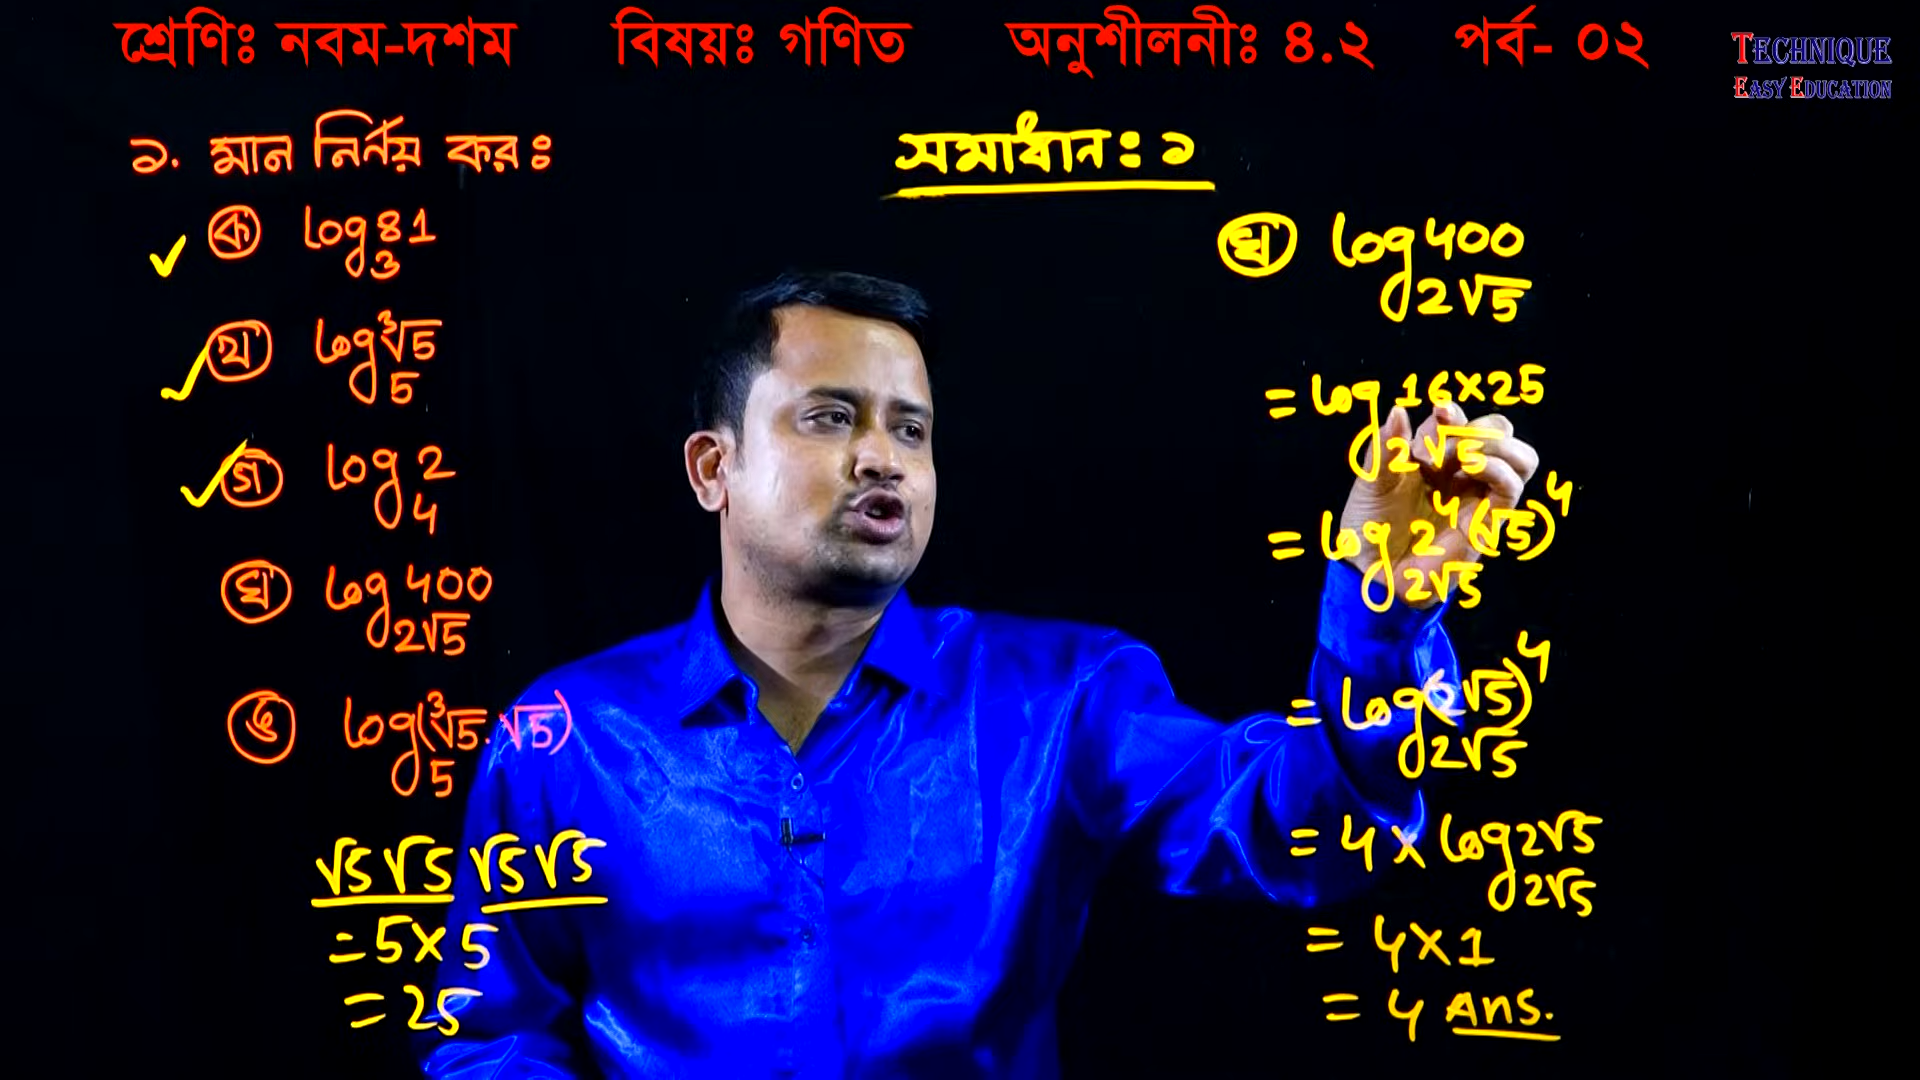 শ্রেণিঃ নবম-দশম বিষয়ঃ গণিত অনুশীলনীঃ ৪.২ পর্ব- ০২
TECHNIQUE
EASY EDUCATION
১. মান নির্ণয় করঃ
ক log₃81
খ log₅∛5
গ log₄2
ঘ log₂√5 400
ঙ log₅(∛5.√5)
√5√5 √5√5
=5×5
=25
সমাধান: ১
ঘ log₂√5 400
= log₂√5 16×25
= log₂√5 2⁴(√5)⁴
= log₂√5 (2√5)⁴
= 4×log₂√5 2√5
= 4×1
= 4 Ans.